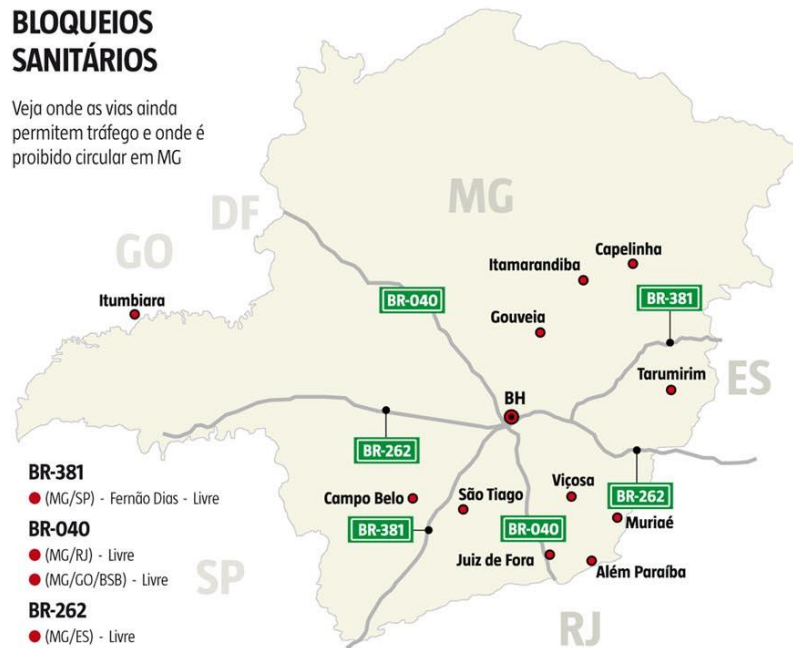 BLOQUEIOS
SANITÁRIOS
Veja onde as vias ainda
permitem tráfego e onde é
proibido circular em MG
DF
MG
GO
Capelinha
Itamarandiba
Itumbiara
BR-040
BR-381
Gouveia
Tarumirim
ES
BH
BR-262
BR-381
(MG/SP) - Fernão Dias - Livre
BR-040
(MG/RJ) - Livre
(MG/GO/BSB) - Livre
BR-262
(MG/ES) - Livre
Campo Belo
São Tiago
Viçosa
BR-262
Muriaé
BR-381
BR-040
Juiz de Fora
Além Paraíba
SP
RJ